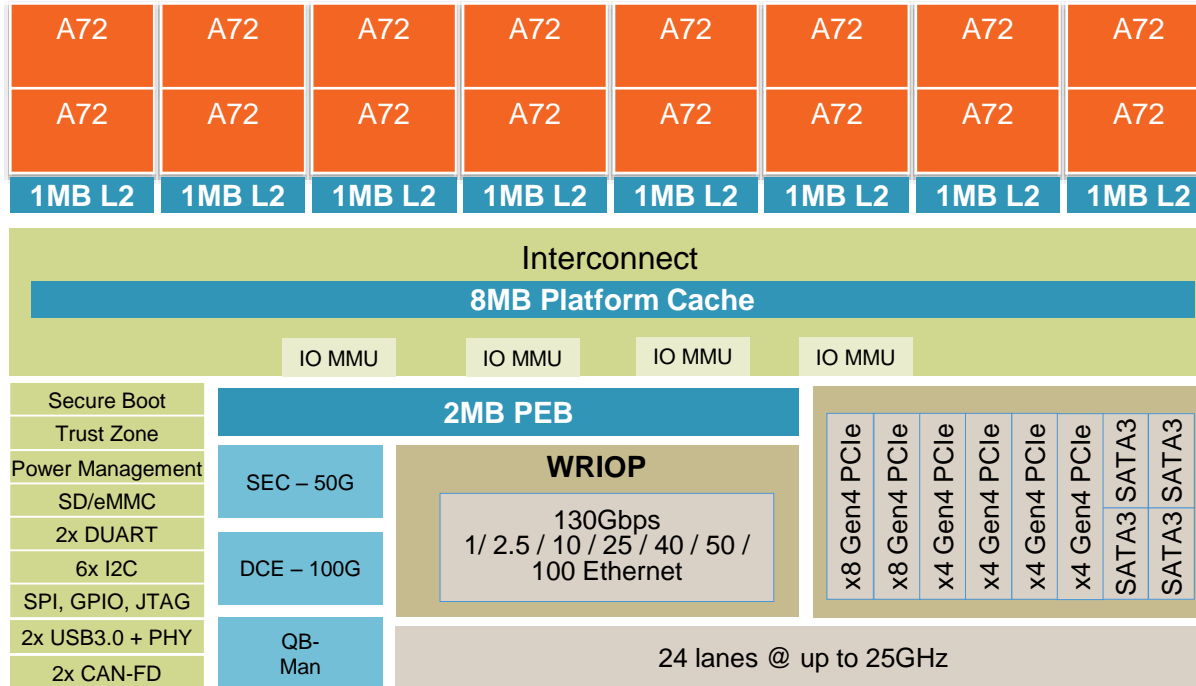 A72 A72 A72 A72 A72 A72 A72 A72
A72 A72 A72 A72 A72 A72 A72 A72
1MB L2 1MB L2 1MB L2 1MB L2 1MB L2 1MB L2 1MB L2 1MB L2
Interconnect
8MB Platform Cache
IO MMU IO MMU IO MMU IO MMU
Secure Boot
Trust Zone
Power Management
SD/eMMC
2x DUART
6x I2C
SPI, GPIO, JTAG
2x USB3.0 + PHY
2x CAN-FD
2MB PEB
SEC – 50G
DCE – 100G
QB-
Man
WRIOP
130Gbps
1/ 2.5 / 10 / 25 / 40 / 50 /
100 Ethernet
x8 Gen4 PCIe
x8 Gen4 PCIe
x4 Gen4 PCIe
x4 Gen4 PCIe
x4 Gen4 PCIe
x4 Gen4 PCIe
SATA3 SATA3
SATA3 SATA3
24 lanes @ up to 25GHz